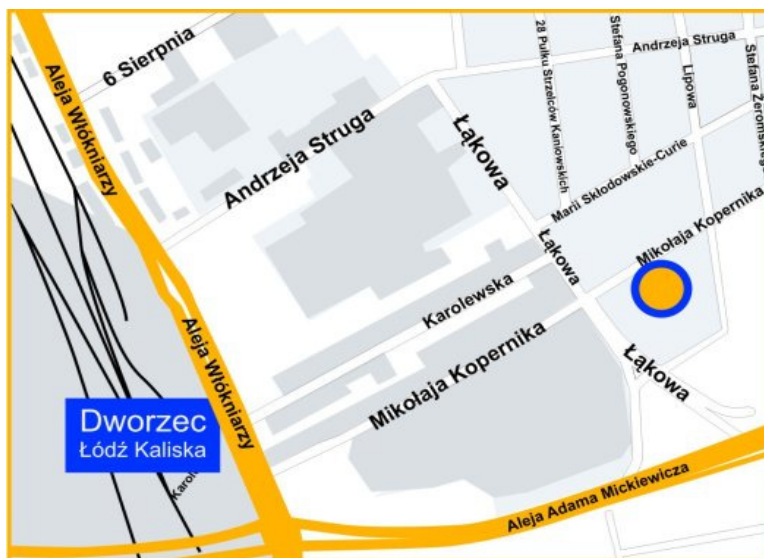 6 Sierpnia
Aleja Włókniarzy
Andrzeja Struga
Andrzeja Struga
28 Pułku Strzelców Kaniowskich
Stefana Pogonowskiego
Lipowa
Stefana Żeromskiego
Łąkowa
Marii Skłodowskie-Curie
Łąkowa
Mikołaja Kopernika
Karolewska
Mikołaja Kopernika
Aleja Włókniarzy
Łąkowa
Dworzec
Łódź Kaliska
Aleja Adama Mickiewicza